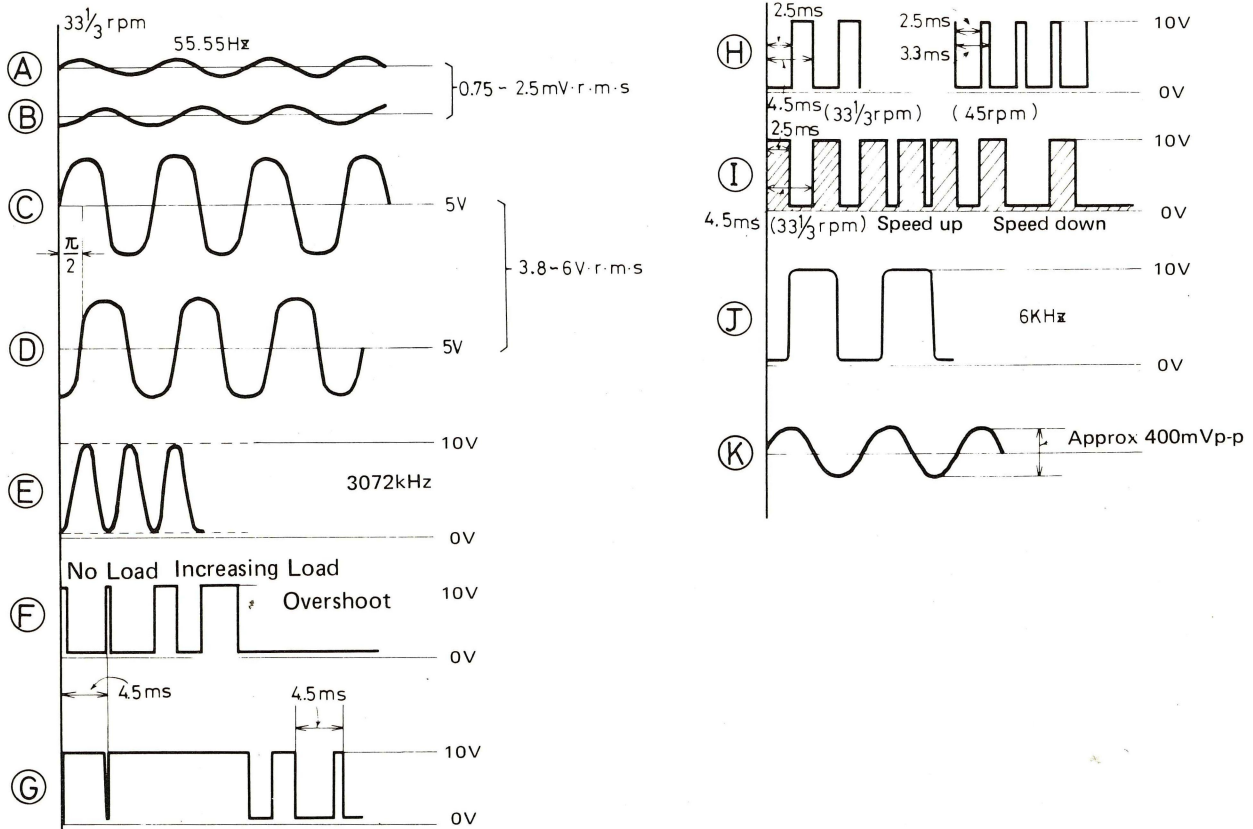 33⅓rpm
55.55Hz
A
B
0.75~2.5mV·r·m·s
C
5V
π/2
3.8~6V·r·m·s
D
5V
E
10V
3072kHz
0V
F
No Load Increasing Load
Overshoot
10V
0V
4.5ms
4.5ms
G
10V
0V
H
2.5ms
2.5ms
3.3ms
10V
0V
4.5ms (33⅓rpm) (45rpm)
I
2.5ms
10V
0V
4.5ms (33⅓rpm) Speed up Speed down
J
10V
6KHz
0V
K
Approx 400mVp-p